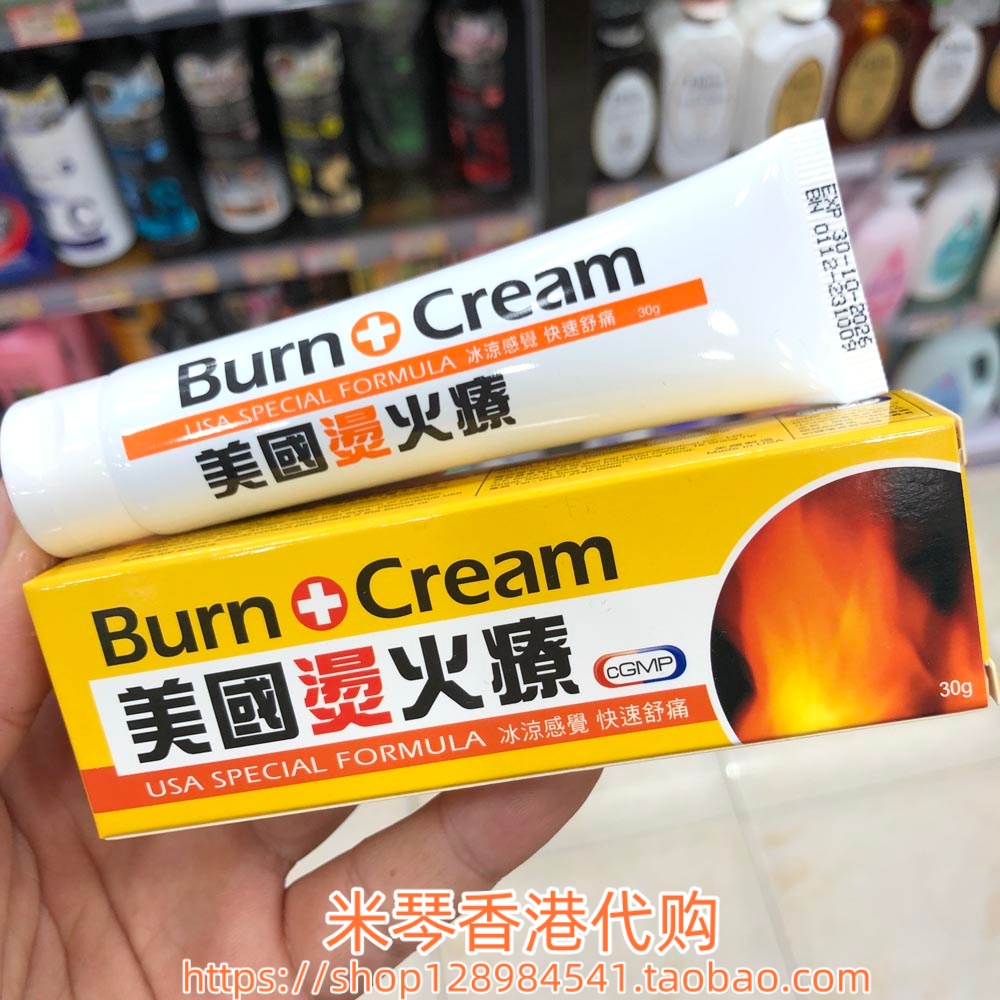 EXP 30-10-2026
BN 0112-231009
Burn Cream
USA SPECIAL FORMULA 冰涼感覺 快速舒痛 30g
美國燙火療
Burn Cream
美國燙火療 cGMP
USA SPECIAL FORMULA 冰涼感覺 快速舒痛
30g
米琴香港代购
https://shop128984541.taobao.com